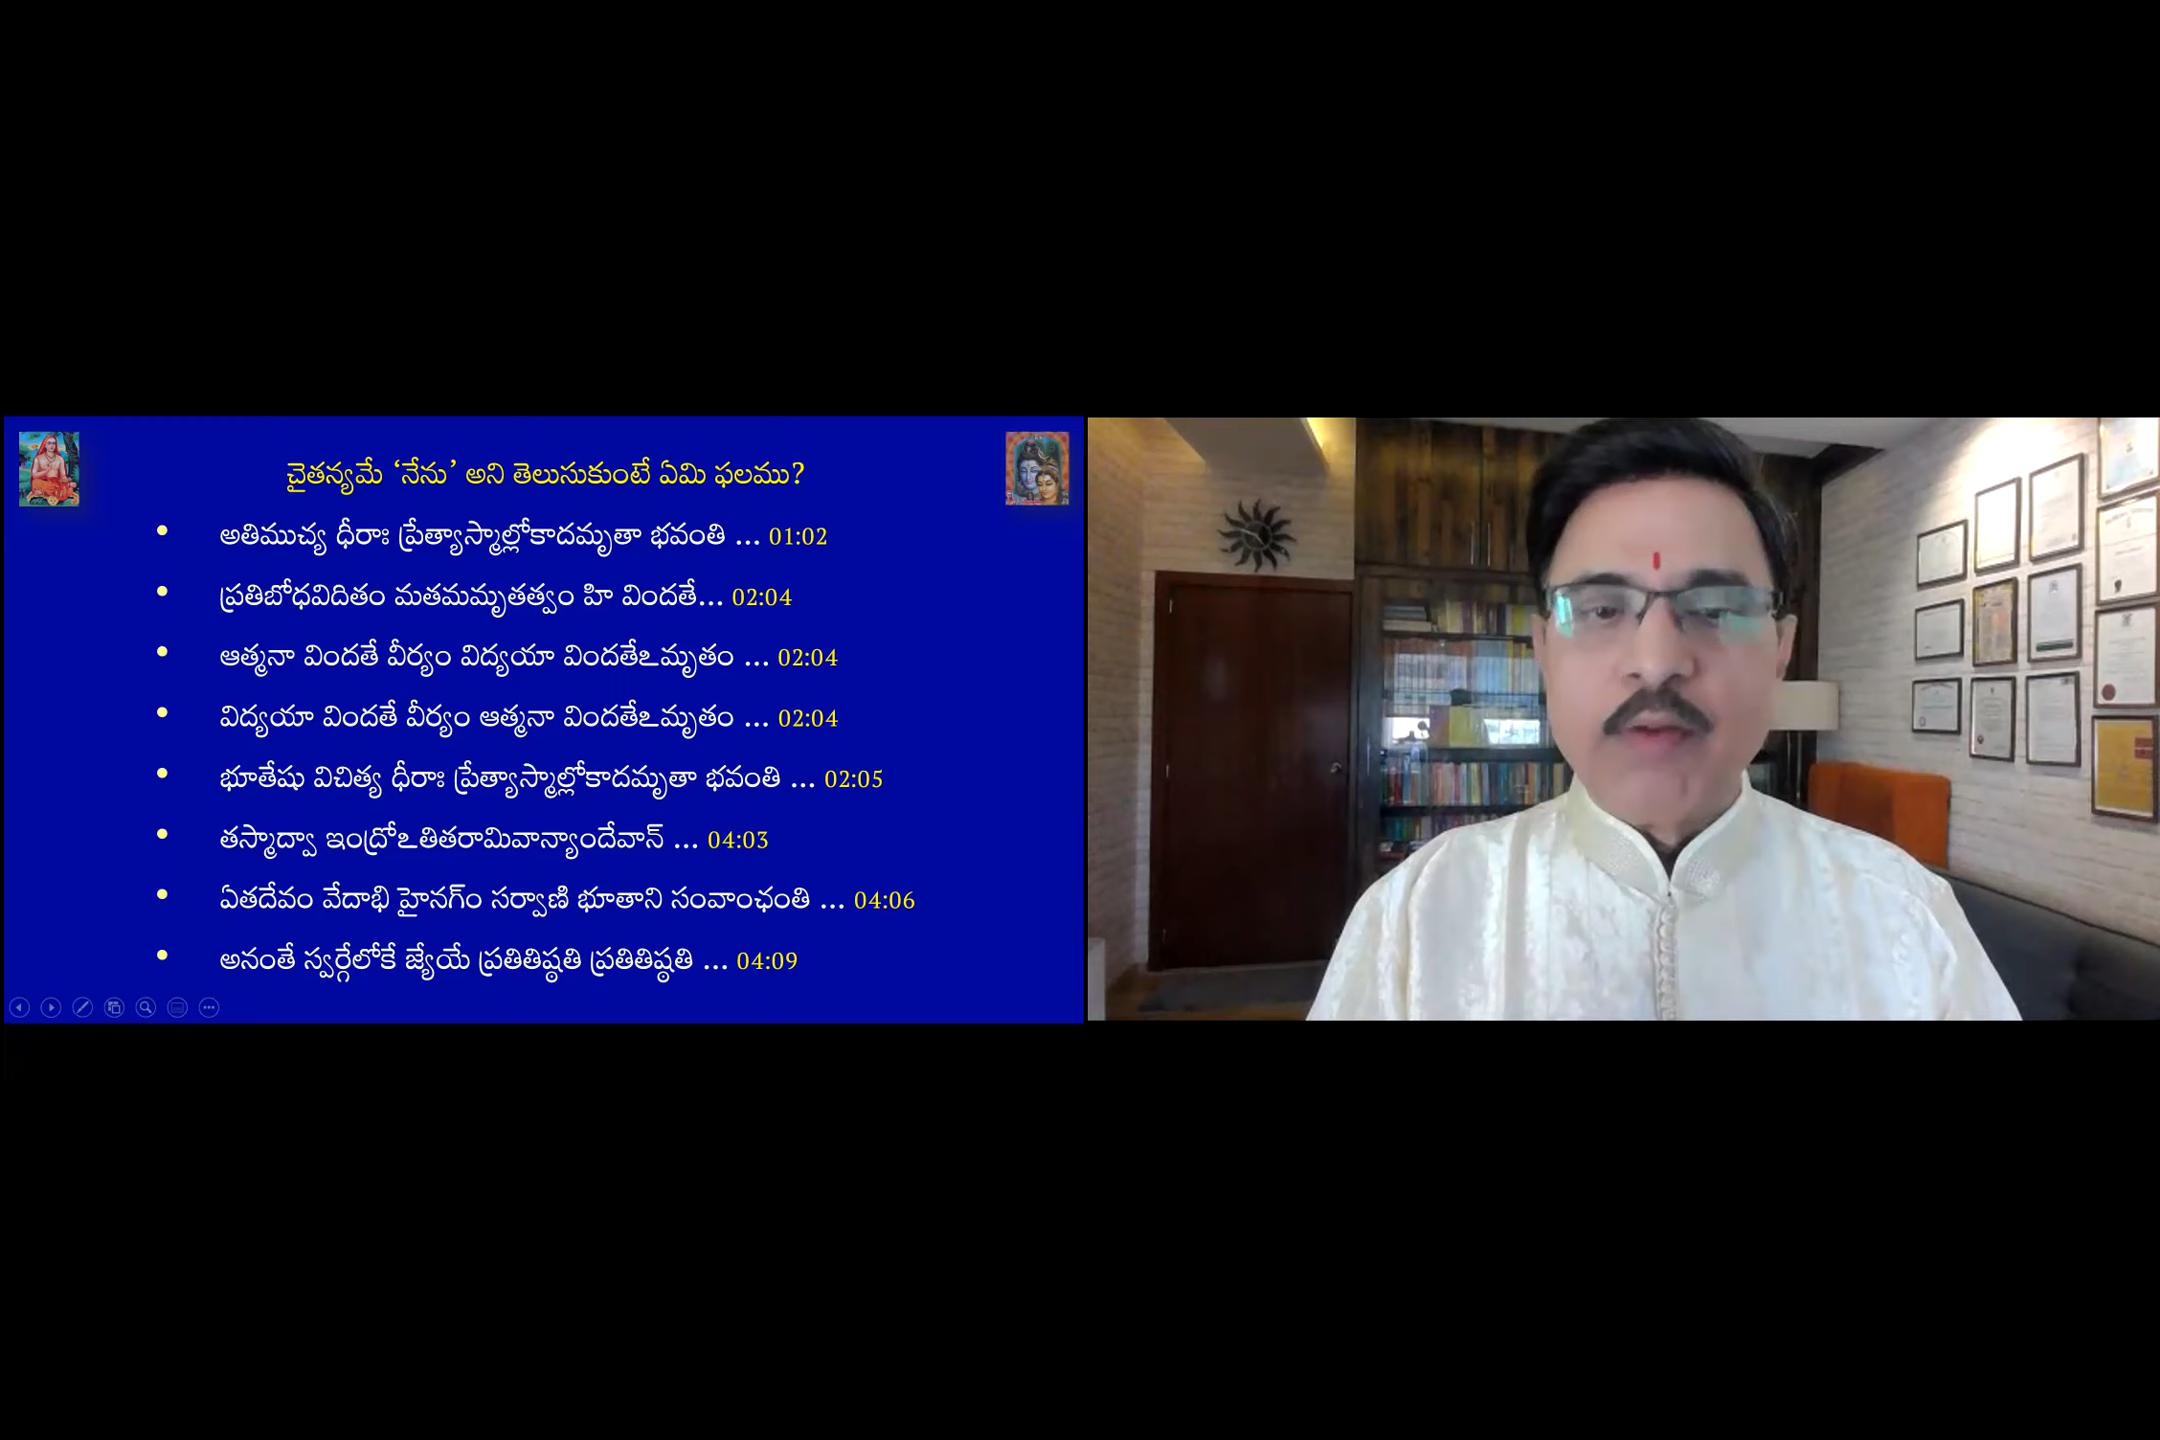 చైతన్యమే ‘నేను’ అని తెలుసుకుంటే ఏమి ఫలము?
• అతిముచ్య ధీరాః ప్రేత్యాస్మాల్లోకాదమృతా భవంతి ... 01:02
• ప్రతిబోధవిదితం మతమమృతత్వం హి విందతే... 02:04
• ఆత్మనా విందతే వీర్యం విద్యయా విందతేఽమృతం ... 02:04
• విద్యయా విందతే వీర్యం ఆత్మనా విందతేఽమృతం ... 02:04
• భూతేషు విచిత్య ధీరాః ప్రేత్యాస్మాల్లోకాదమృతా భవంతి ... 02:05
• తస్మాద్వా ఇంద్రోఽతితరామివాన్యాందేవాన్ ... 04:03
• ఏతదేవం వేదాభి హైనగ్ం సర్వాణి భూతాని సంవాంఛంతి ... 04:06
• అనంతే స్వర్గేలోకే జ్యేయే ప్రతితిష్ఠతి ప్రతితిష్ఠతి ... 04:09